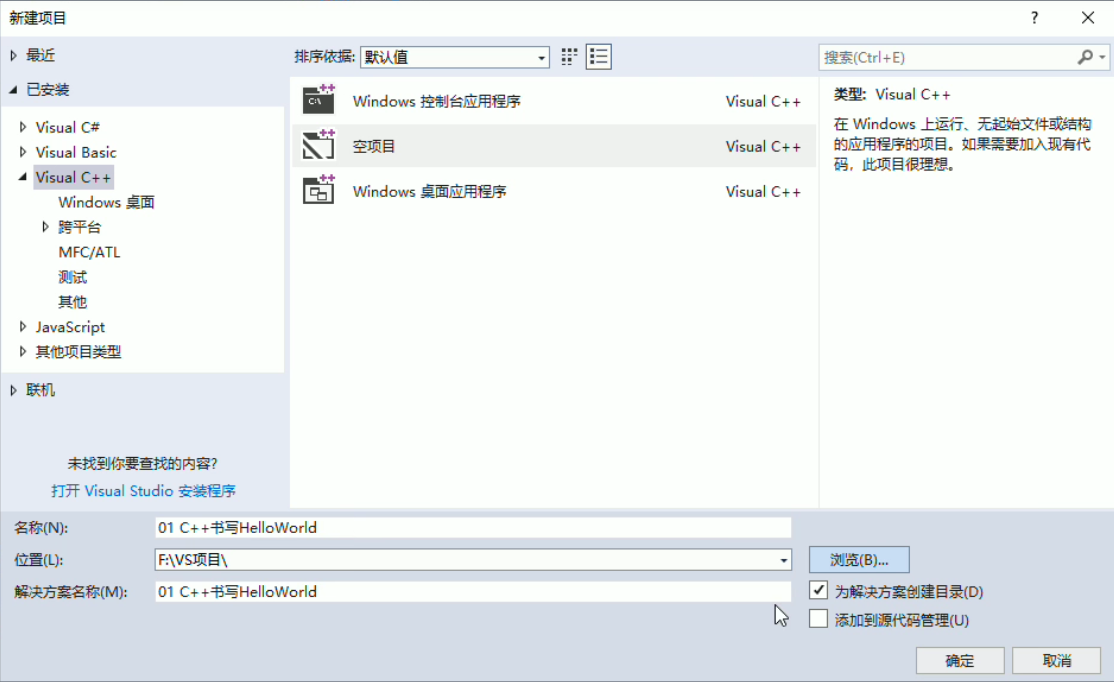 新建项目
?
最近
已安装
Visual C#
Visual Basic
Visual C++
Windows 桌面
跨平台
MFC/ATL
测试
其他
JavaScript
其他项目类型
联机
未找到你要查找的内容?
打开 Visual Studio 安装程序
排序依据: 默认值
搜索(Ctrl+E)
Windows 控制台应用程序 Visual C++
空项目 Visual C++
Windows 桌面应用程序 Visual C++
类型: Visual C++
在 Windows 上运行、无起始文件或结构
的应用程序的项目。如果需要加入现有代
码，此项目很理想。
名称(N): 01 C++书写HelloWorld
位置(L): F:\VS项目\ 浏览(B)...
解决方案名称(M): 01 C++书写HelloWorld
为解决方案创建目录(D)
添加到源代码管理(U)
确定 取消